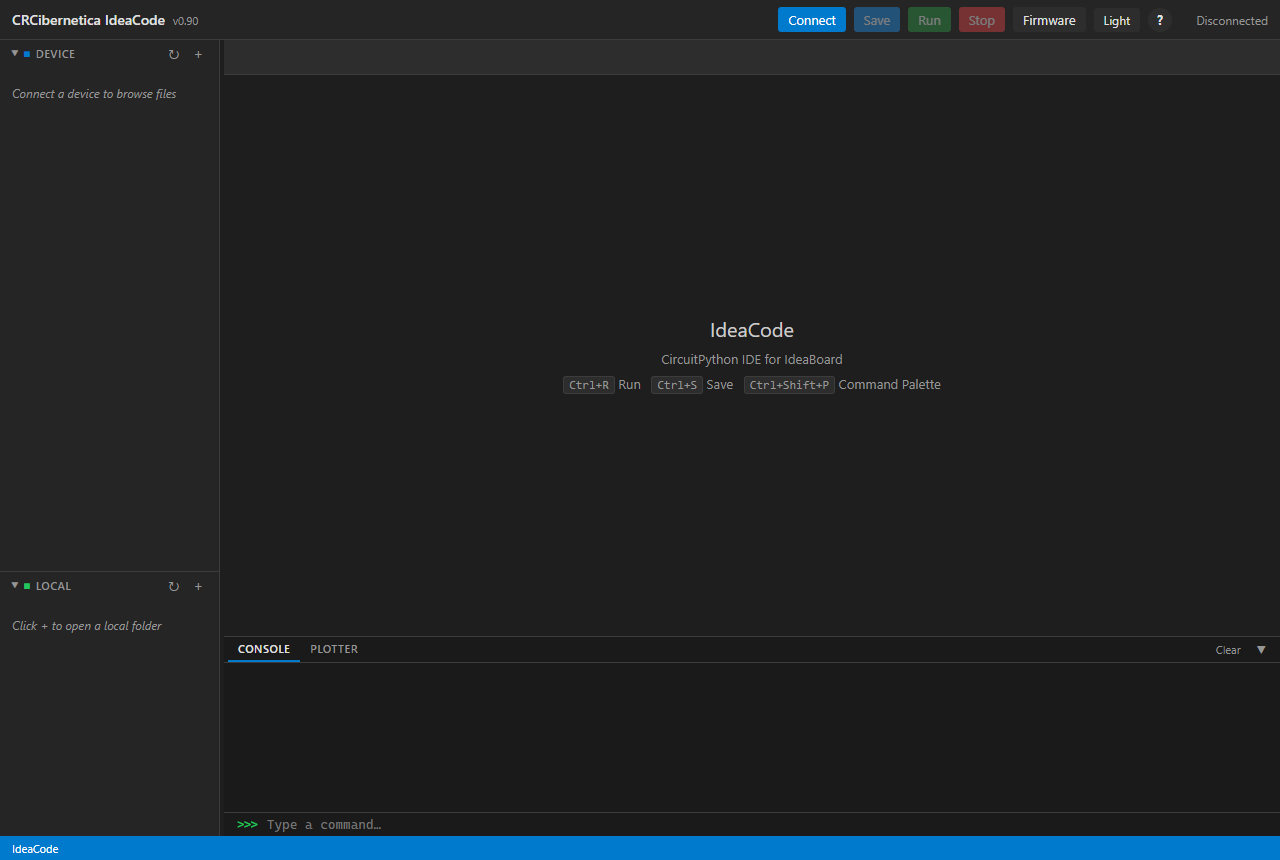 CRCibernetica IdeaCode v0.90 Connect Save Run Stop Firmware Light ? Disconnected
DEVICE
Connect a device to browse files
IdeaCode
CircuitPython IDE for IdeaBoard
Ctrl+R Run Ctrl+S Save Ctrl+Shift+P Command Palette
LOCAL
Click + to open a local folder
CONSOLE PLOTTER Clear
>>> Type a command…
IdeaCode